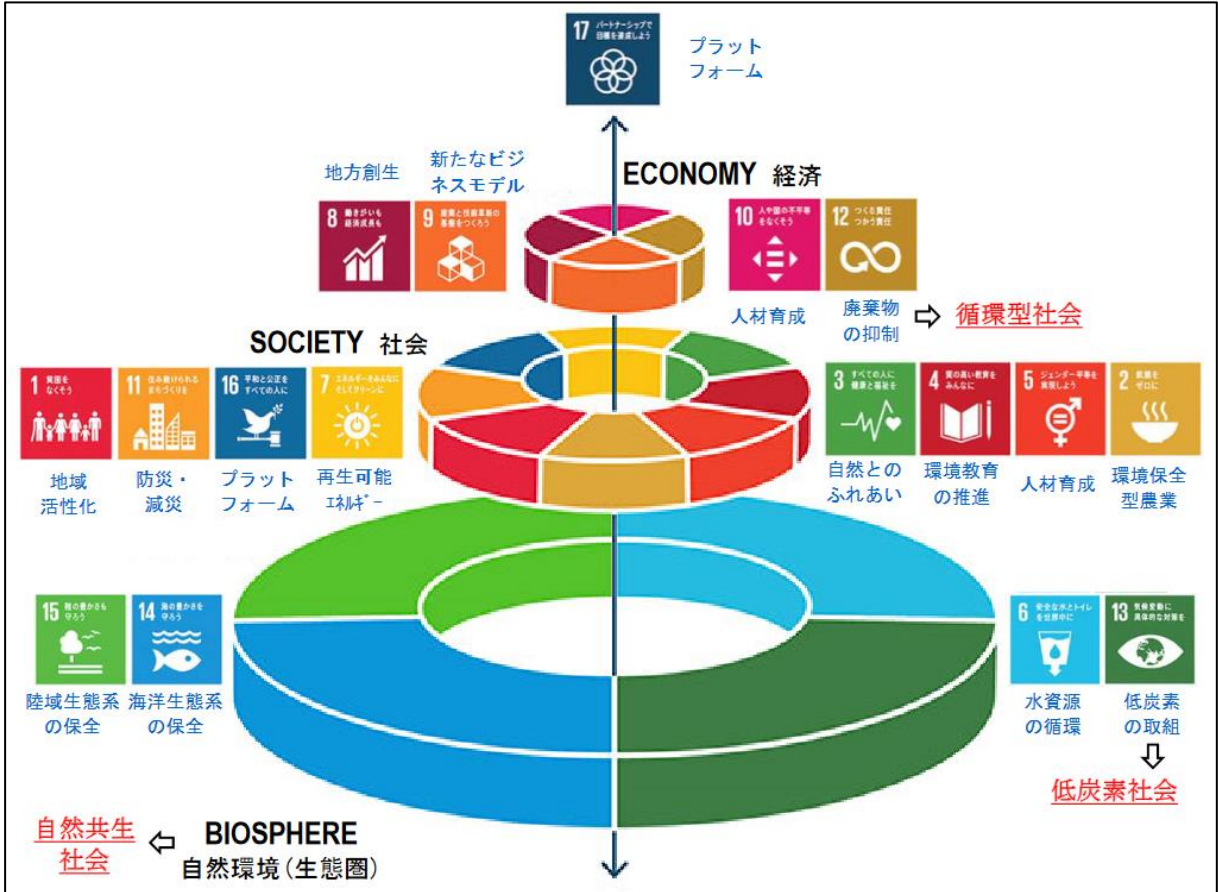 17 パートナーシップで
目標を達成しよう
プラット
フォーム
地方創生
新たなビジ
ネスモデル
ECONOMY 経済
8 働きがいも
経済成長も
9 産業と技術革新の
基盤をつくろう
10 人や国の不平等
をなくそう
12 つくる責任
つかう責任
人材育成
廃棄物
の抑制
⇨ 循環型社会
SOCIETY 社会
1 貧困を
なくそう
11 住み続けられる
まちづくりを
16 平和と公正を
すべての人に
7 エネルギーをみんなに
そしてクリーンに
3 すべての人に
健康と福祉を
4 質の高い教育を
みんなに
5 ジェンダー平等を
実現しよう
2 飢餓を
ゼロに
地域
活性化
防災・
減災
プラット
フォーム
再生可能
エネルギー
自然との
ふれあい
環境教育
の推進
人材育成
環境保全
型農業
15 陸の豊かさも
守ろう
14 海の豊かさを
守ろう
6 安全な水とトイレ
を世界中に
13 気候変動に
具体的な対策を
陸域生態系
の保全
海洋生態系
の保全
水資源
の循環
低炭素
の取組
低炭素社会
自然共生
社会
BIOSPHERE
自然環境(生態圏)